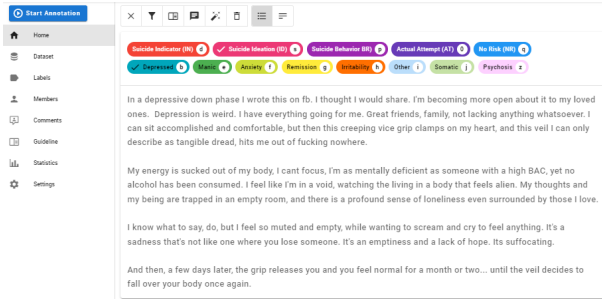 Start Annotation
Home
Dataset
Labels
Members
Comments
Guideline
Statistics
Settings
Suicide Indicator (IN) d
Suicide Ideation (ID) s
Suicide Behavior BR) p
Actual Attempt (AT) 0
No Risk (NR) q
Depressed b
Manic e
Anxiety f
Remission g
Irritability h
Other i
Somatic j
Psychosis z
In a depressive down phase I wrote this on fb. I thought I would share. I'm becoming more open about it to my loved
ones. Depression is weird. I have everything going for me. Great friends, family, not lacking anything whatsoever. I
can sit accomplished and comfortable, but then this creeping vice grip clamps on my heart, and this veil I can only
describe as tangible dread, hits me out of fucking nowhere.
My energy is sucked out of my body, I cant focus, I'm as mentally deficient as someone with a high BAC, yet no
alcohol has been consumed. I feel like I'm in a void, watching the living in a body that feels alien. My thoughts and
my being are trapped in an empty room, and there is a profound sense of loneliness even surrounded by those I love.
I know what to say, do, but I feel so muted and empty, while wanting to scream and cry to feel anything. It's a
sadness that's not like one where you lose someone. It's an emptiness and a lack of hope. Its suffocating.
And then, a few days later, the grip releases you and you feel normal for a month or two... until the veil decides to
fall over your body once again.